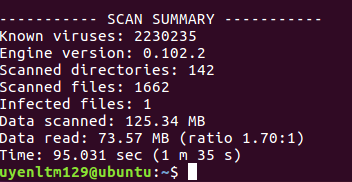 ----------- SCAN SUMMARY -----------
Known viruses: 2230235
Engine version: 0.102.2
Scanned directories: 142
Scanned files: 1662
Infected files: 1
Data scanned: 125.34 MB
Data read: 73.57 MB (ratio 1.70:1)
Time: 95.031 sec (1 m 35 s)
uyenltm129@ubuntu:~$